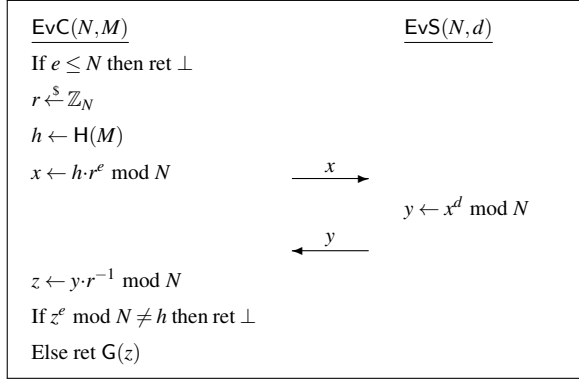 EvC(N,M) EvS(N,d)
If e ≤ N then ret ⊥
r ←$ ℤ_N
h ← H(M)
x ← h·r^e mod N x
y ← x^d mod N
y
z ← y·r^{-1} mod N
If z^e mod N ≠ h then ret ⊥
Else ret G(z)